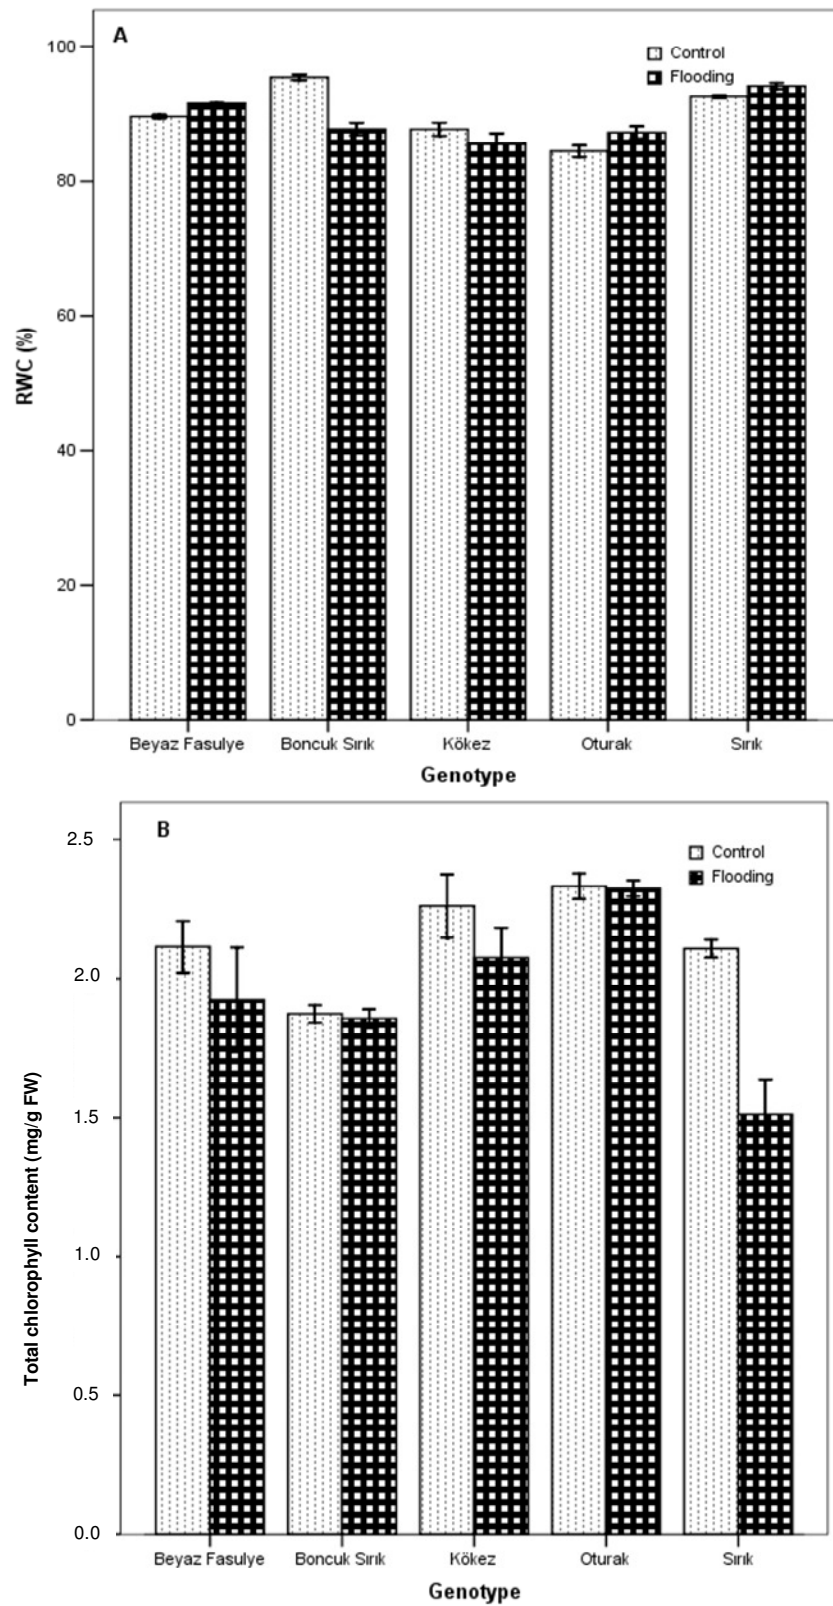 A
Control
Flooding
100
80
60
40
20
0
RWC (%)
Beyaz Fasulye Boncuk Sırık Kökez Oturak Sırık
Genotype
B
Control
Flooding
2.5
2.0
1.5
1.0
0.5
0.0
Total chlorophyll content (mg/g FW)
Beyaz Fasulye Boncuk Sırık Kökez Oturak Sırık
Genotype